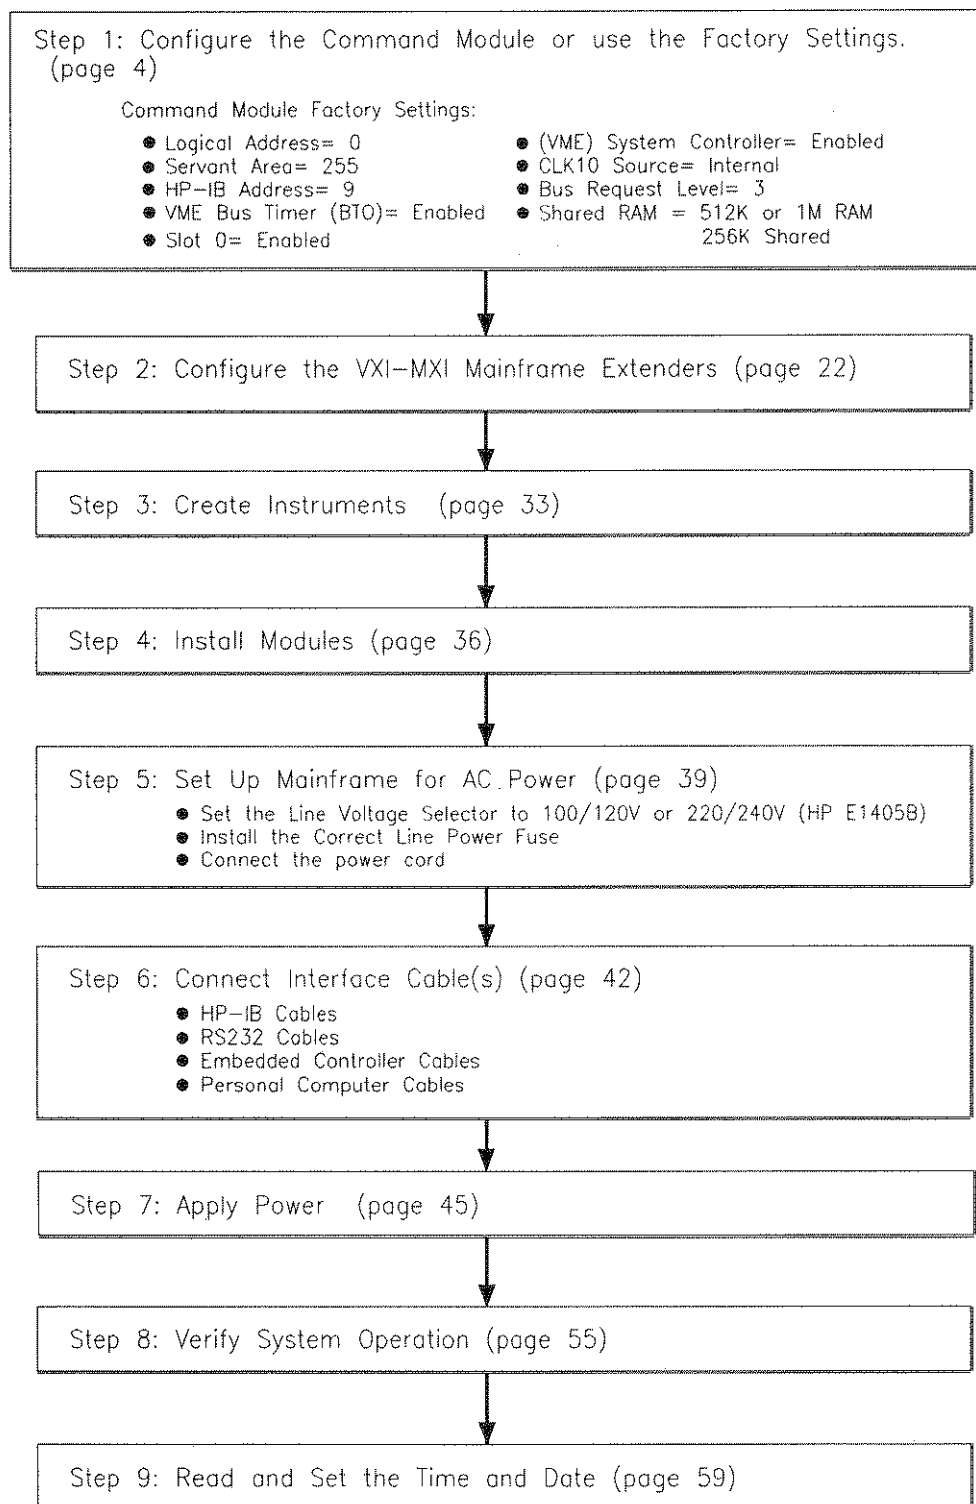 Step 1: Configure the Command Module or use the Factory Settings.
(page 4)
Command Module Factory Settings:
● Logical Address= 0
● Servant Area= 255
● HP-IB Address= 9
● VME Bus Timer (BTO)= Enabled
● Slot 0= Enabled
● (VME) System Controller= Enabled
● CLK10 Source= Internal
● Bus Request Level= 3
● Shared RAM = 512K or 1M RAM
256K Shared
Step 2: Configure the VXI-MXI Mainframe Extenders (page 22)
Step 3: Create Instruments (page 33)
Step 4: Install Modules (page 36)
Step 5: Set Up Mainframe for AC Power (page 39)
● Set the Line Voltage Selector to 100/120V or 220/240V (HP E1405B)
● Install the Correct Line Power Fuse
● Connect the power cord
Step 6: Connect Interface Cable(s) (page 42)
● HP-IB Cables
● RS232 Cables
● Embedded Controller Cables
● Personal Computer Cables
Step 7: Apply Power (page 45)
Step 8: Verify System Operation (page 55)
Step 9: Read and Set the Time and Date (page 59)